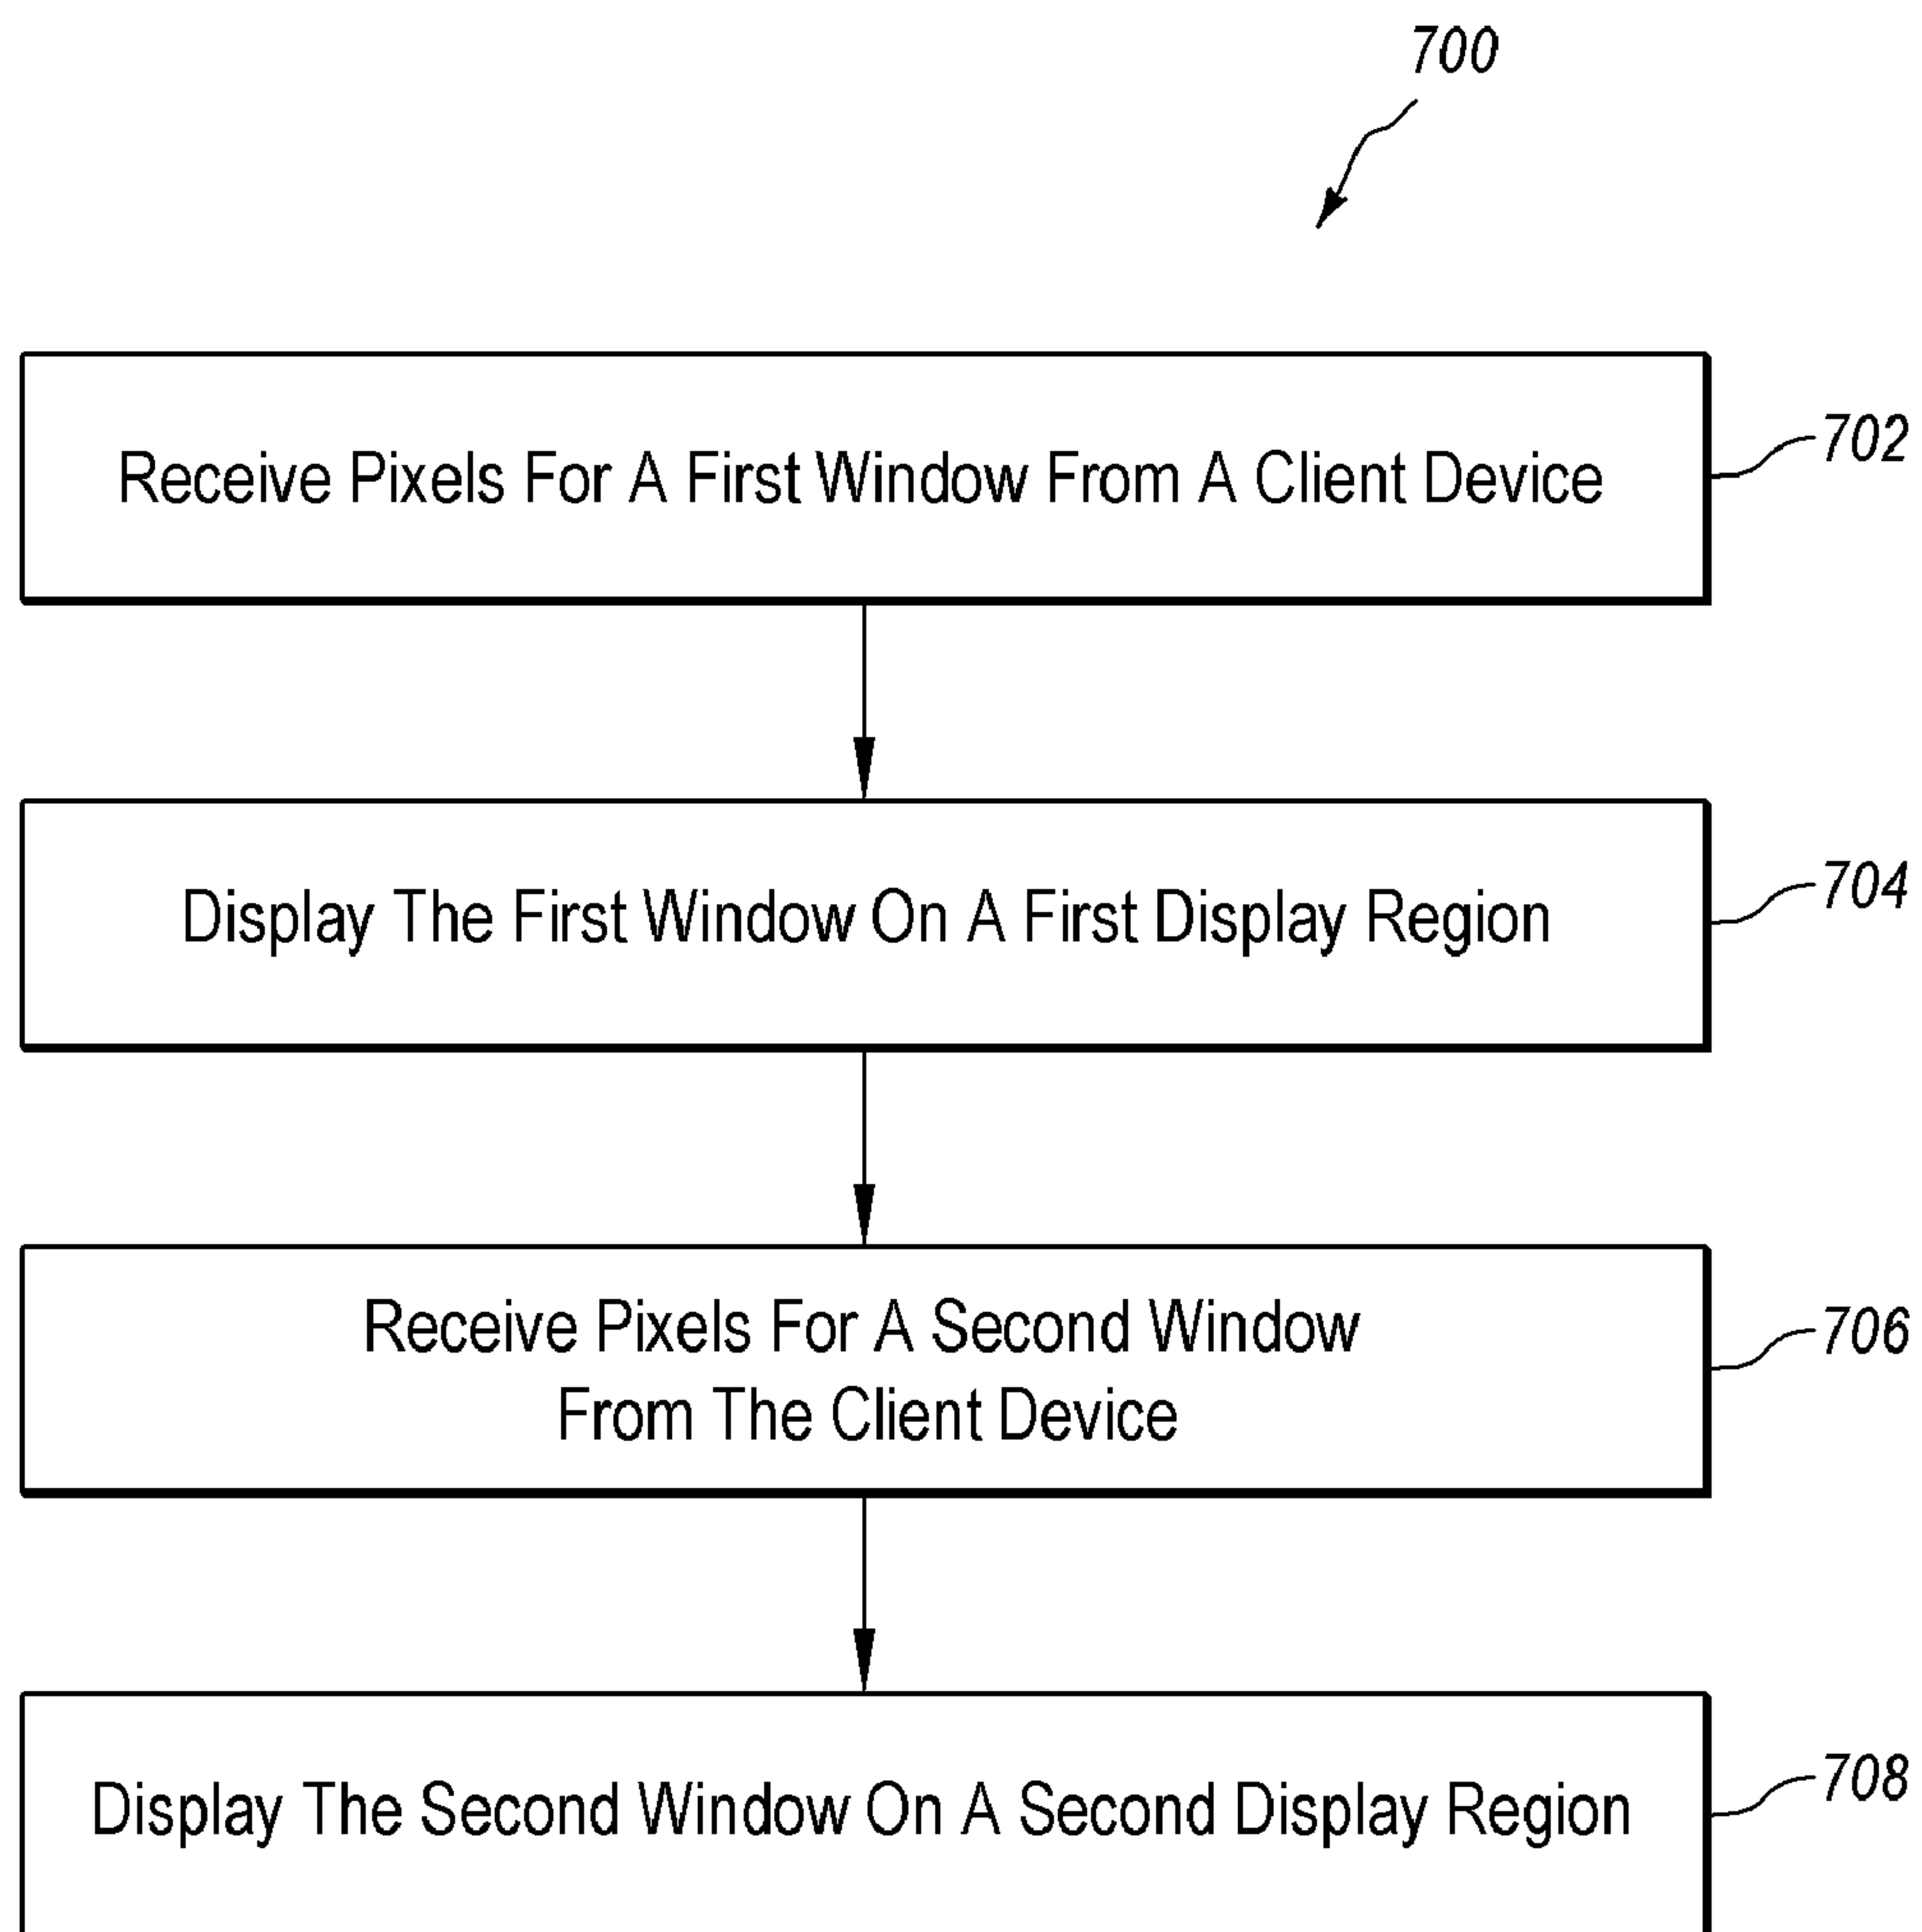 700
Receive Pixels For A First Window From A Client Device
702
Display The First Window On A First Display Region
704
Receive Pixels For A Second Window
From The Client Device
706
Display The Second Window On A Second Display Region
708